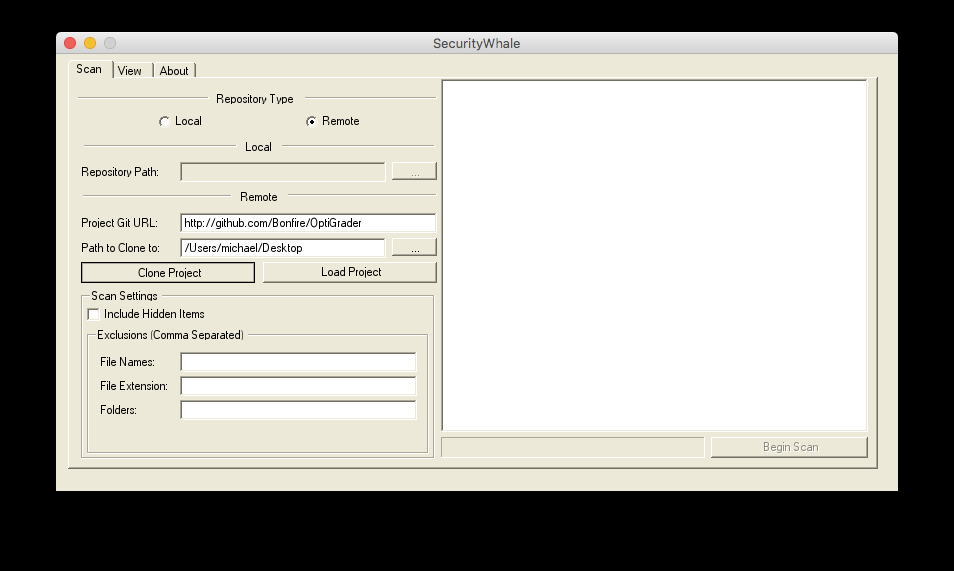 SecurityWhale
Scan View About
Repository Type
Local Remote
Local
Repository Path: ...
Remote
Project Git URL: http://github.com/Bonfire/OptiGrader
Path to Clone to: /Users/michael/Desktop ...
Clone Project Load Project
Scan Settings
Include Hidden Items
Exclusions (Comma Separated)
File Names:
File Extension:
Folders:
Begin Scan